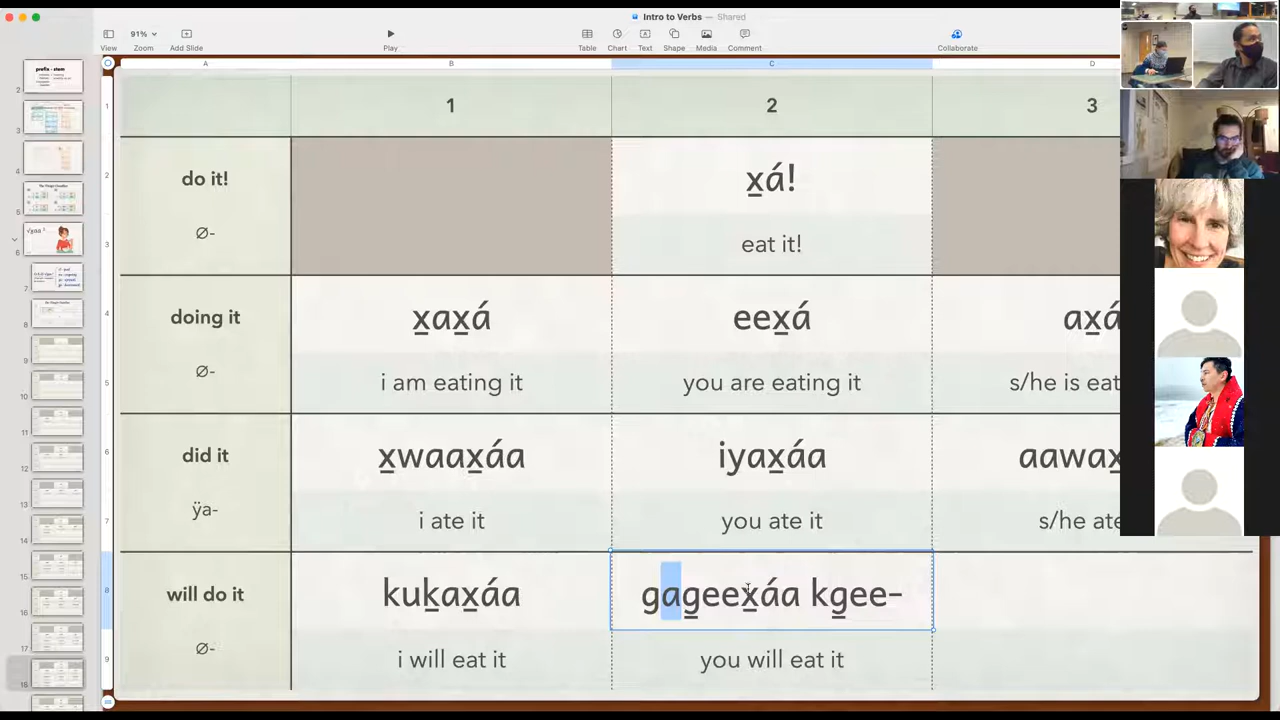 Intro to Verbs — Shared
91%
View Zoom Add Slide Play Table Chart Text Shape Media Comment Collaborate
A B C D
1 2 3
do it!
Ø-
x̲á!
eat it!
doing it
Ø-
x̲ax̲á
i am eating it
eex̲á
you are eating it
ax̲á
s/he is eat
did it
ÿa-
x̲waax̲áa
i ate it
iyax̲áa
you ate it
aawax̲
s/he ate
will do it
Ø-
kuk̲ax̲áa
i will eat it
gag̲eex̲áa kg̲ee–
you will eat it